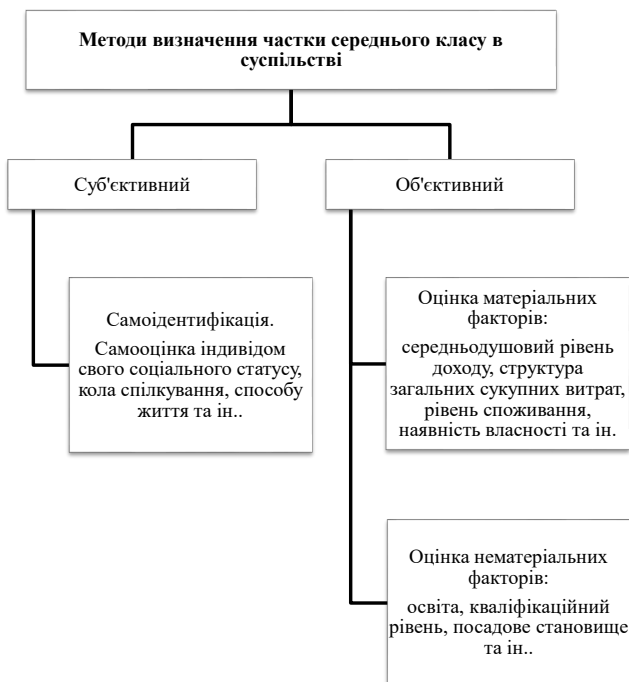 Методи визначення частки середнього класу в
суспільстві
Суб'єктивний
Об'єктивний
Самоідентифікація.
Самооцінка індивідом
свого соціального статусу,
кола спілкування, способу
життя та ін..
Оцінка матеріальних
факторів:
середньодушовий рівень
доходу, структура
загальних сукупних витрат,
рівень споживання,
наявність власності та ін.
Оцінка нематеріальних
факторів:
освіта, кваліфікаційний
рівень, посадове становище
та ін..